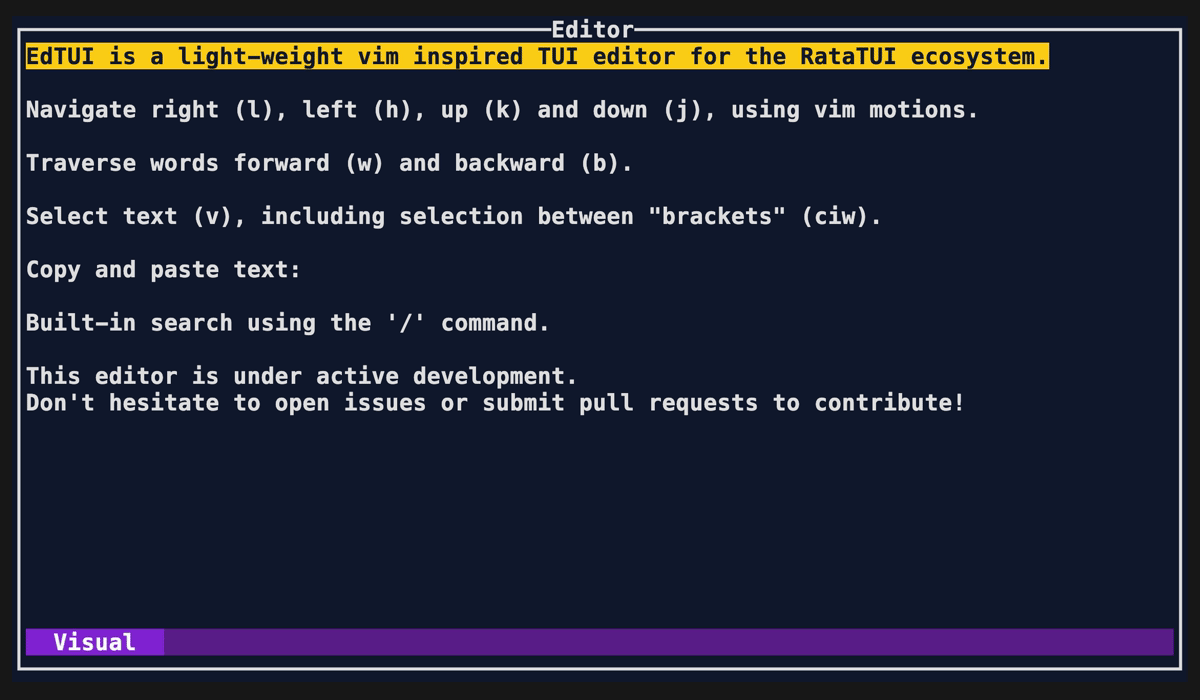 Editor
EdTUI is a light-weight vim inspired TUI editor for the RataTUI ecosystem.
Navigate right (l), left (h), up (k) and down (j), using vim motions.
Traverse words forward (w) and backward (b).
Select text (v), including selection between "brackets" (ciw).
Copy and paste text:
Built-in search using the '/' command.
This editor is under active development.
Don't hesitate to open issues or submit pull requests to contribute!
Visual